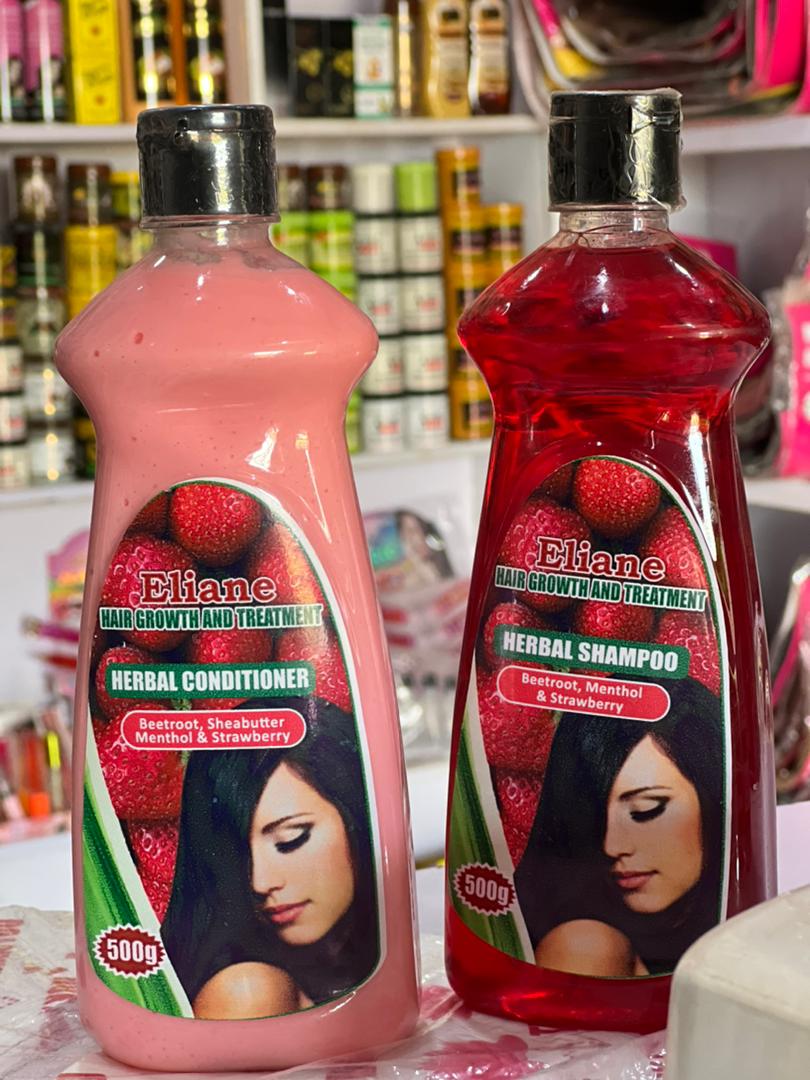 Eliane
HAIR GROWTH AND TREATMENT
HERBAL CONDITIONER
Beetroot, Sheabutter
Menthol & Strawberry
500g
Eliane
HAIR GROWTH AND TREATMENT
HERBAL SHAMPOO
Beetroot, Menthol
& Strawberry
500g